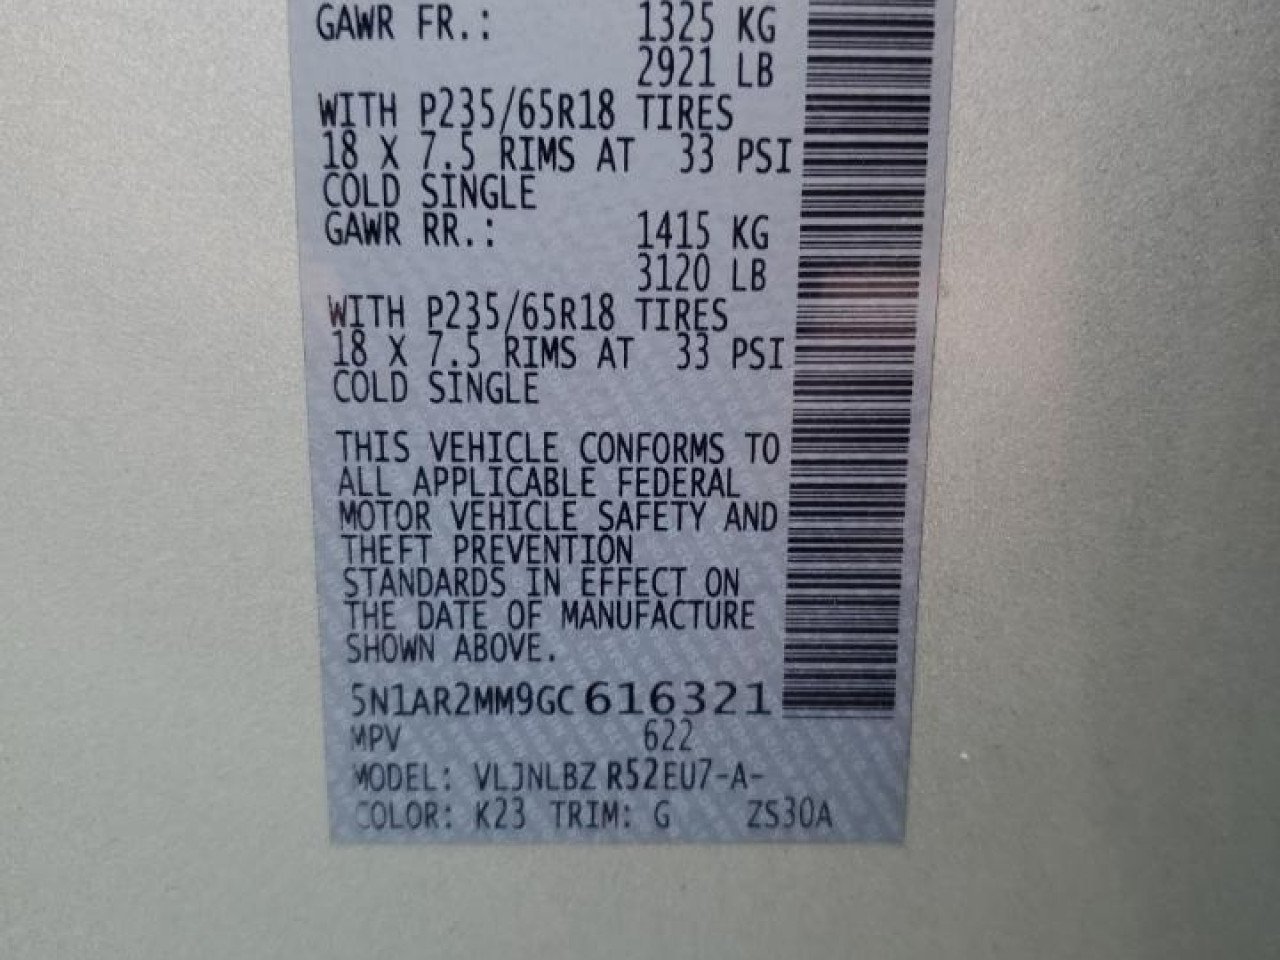 GAWR FR.: 1325 KG
2921 LB
WITH P235/65R18 TIRES
18 X 7.5 RIMS AT 33 PSI
COLD SINGLE
GAWR RR.: 1415 KG
3120 LB
WITH P235/65R18 TIRES
18 X 7.5 RIMS AT 33 PSI
COLD SINGLE
THIS VEHICLE CONFORMS TO
ALL APPLICABLE FEDERAL
MOTOR VEHICLE SAFETY AND
THEFT PREVENTION
STANDARDS IN EFFECT ON
THE DATE OF MANUFACTURE
SHOWN ABOVE.
5N1AR2MM9GC616321
MPV 622
MODEL: VLJNLBZ R52EU7-A-
COLOR: K23 TRIM: G ZS30A